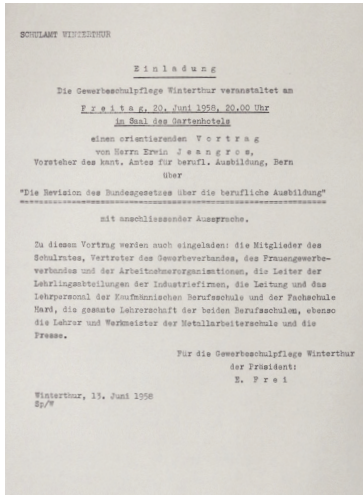 SCHULAMT WINTERTHUR
E i n l a d u n g
Die Gewerbeschulpflege Winterthur veranstaltet am
F r e i t a g, 20. Juni 1958, 20.00 Uhr
im Saal des Gartenhotels
einen orientierenden V o r t r a g
von Herrn Erwin J e a n g r o s,
Vorsteher des kant. Amtes für berufl. Ausbildung, Bern
über
"Die Revision des Bundesgesetzes über die berufliche Ausbildung"
mit anschliessender Aussprache.
Zu diesem Vortrag werden auch eingeladen: die Mitglieder des
Schulrates, Vertreter des Gewerbeverbandes, des Frauengewerbe-
verbandes und der Arbeitnehmerorganisationen, die Leiter der
Lehrlingsabteilungen der Industriefirmen, die Leitung und das
Lehrpersonal der Kaufmännischen Berufsschule und der Fachschule
Hard, die gesamte Lehrerschaft der beiden Berufsschulen, ebenso
die Lehrer und Werkmeister der Metallarbeiterschule und die
Presse.
Für die Gewerbeschulpflege Winterthur
der Präsident:
E. F r e i
Winterthur, 13. Juni 1958
Sp/W